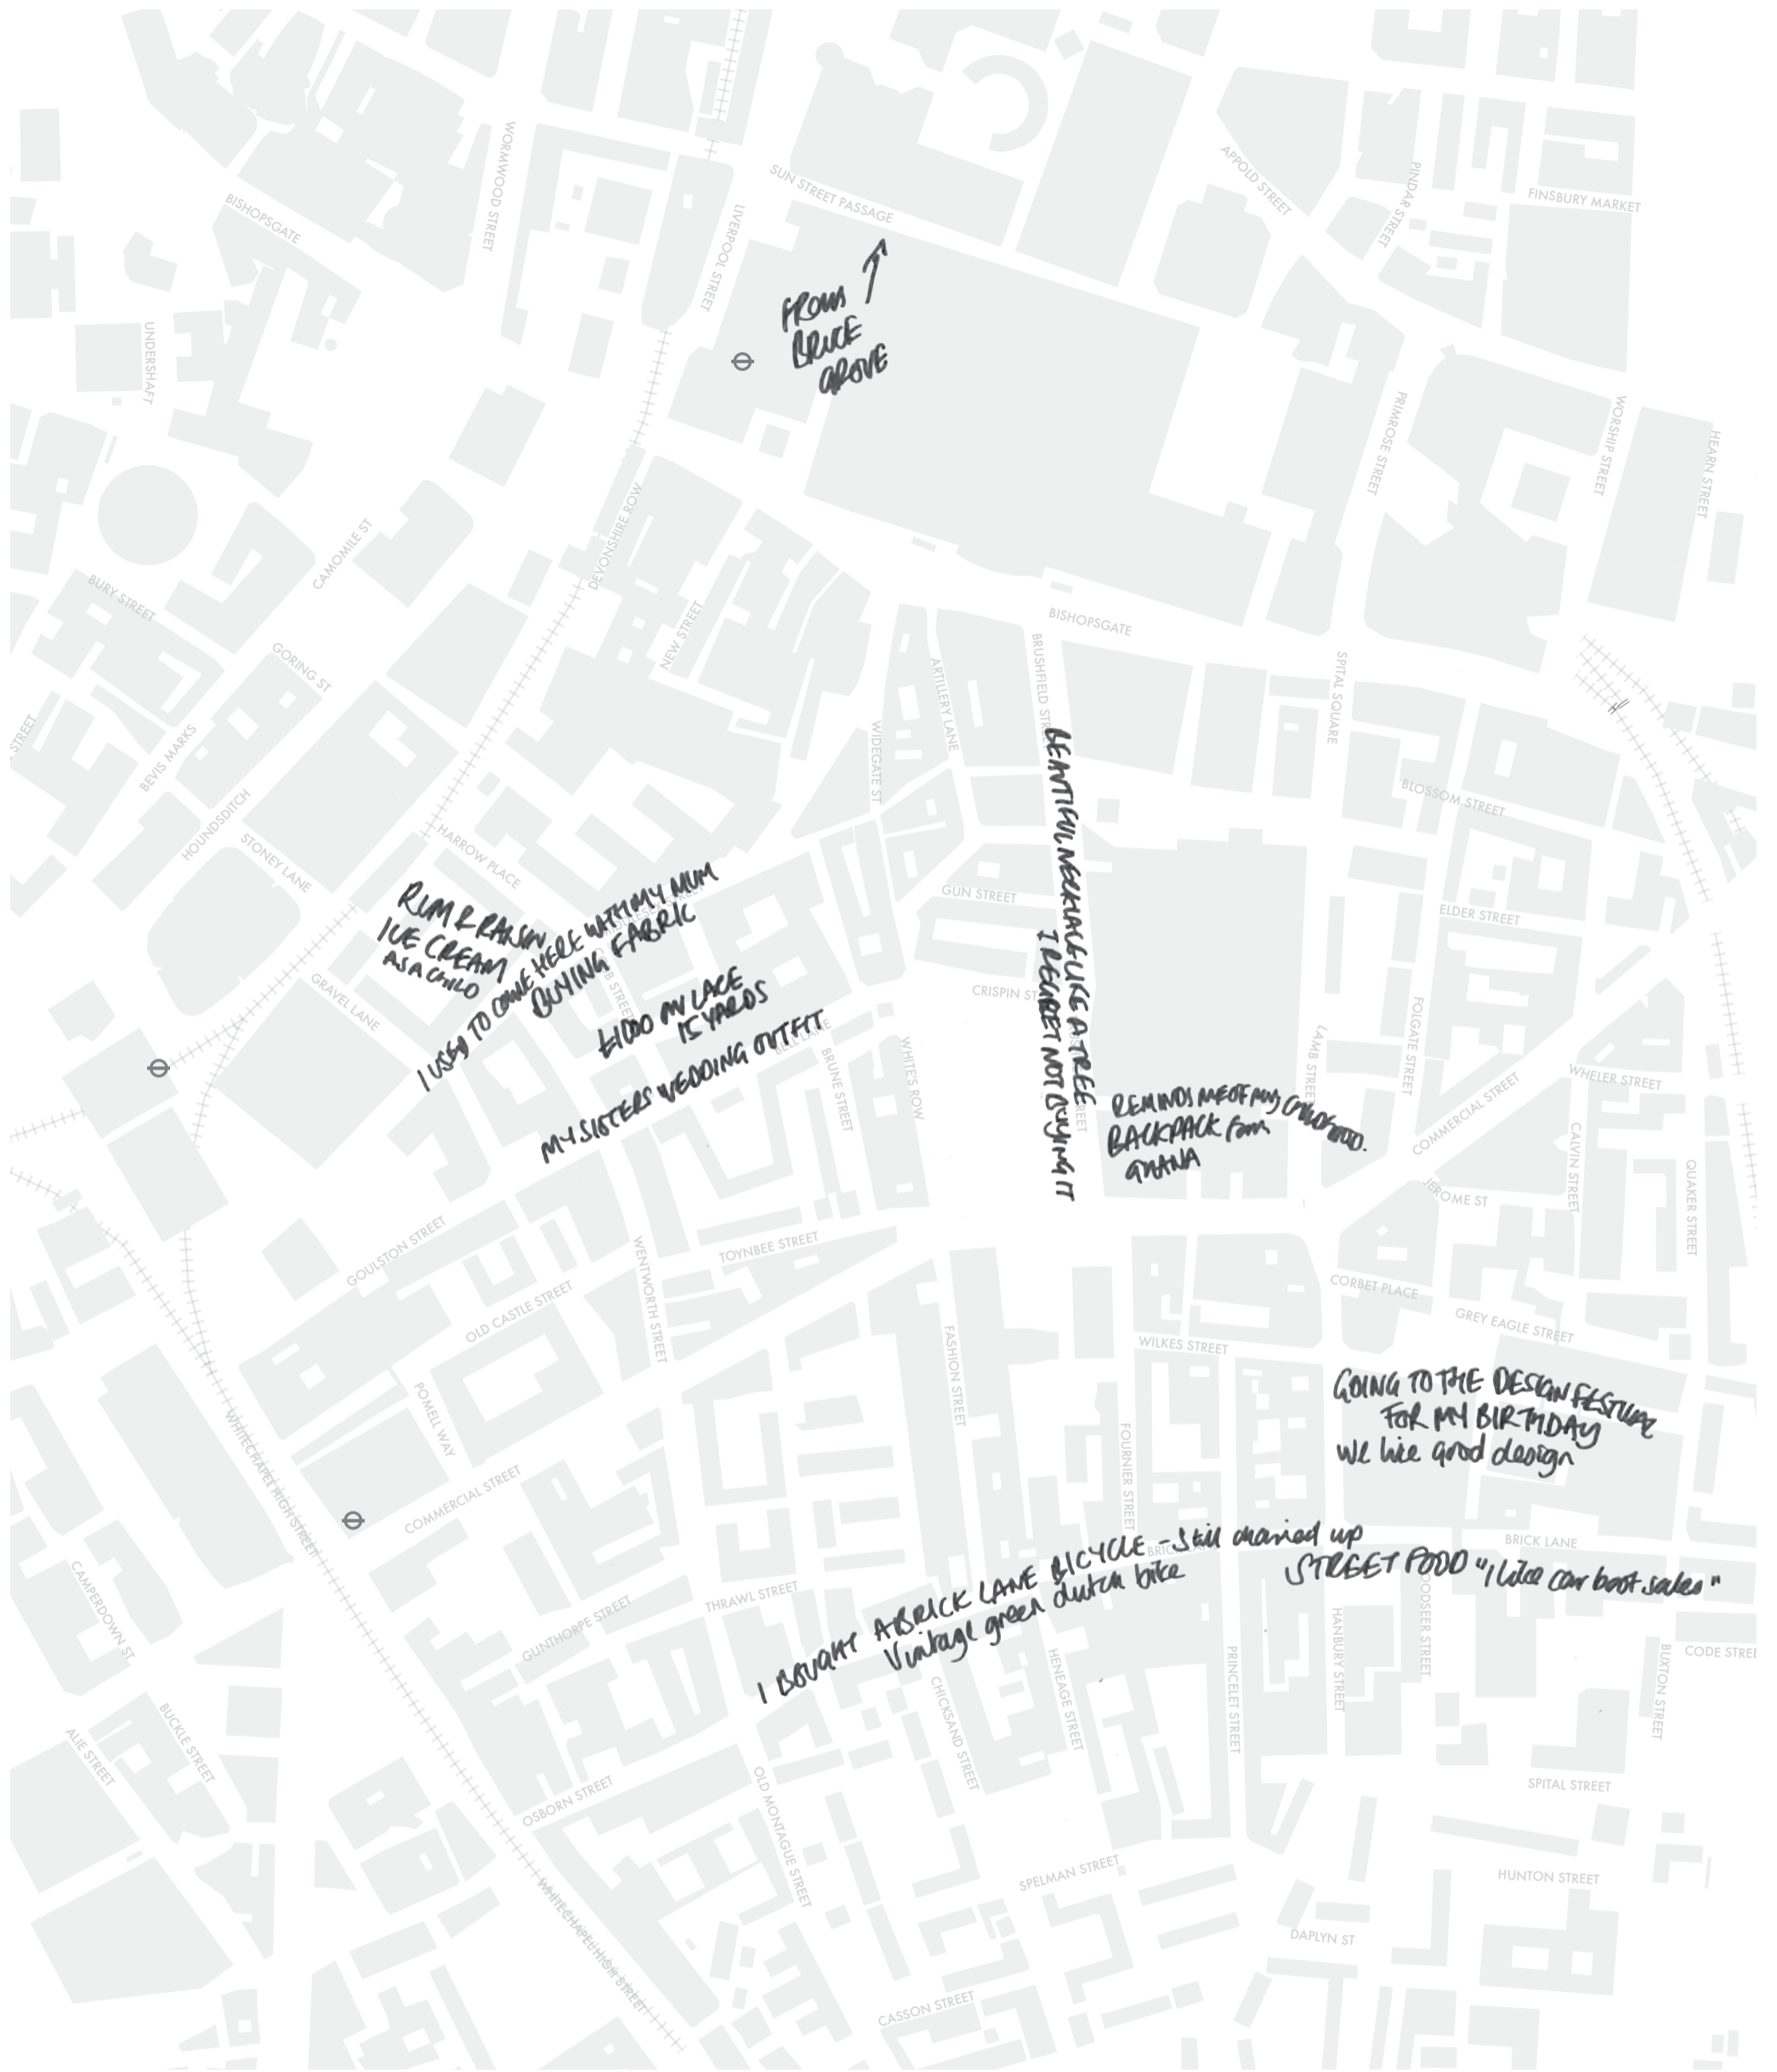 WORMWOOD STREET
BISHOPSGATE
LIVERPOOL STREET
SUN STREET PASSAGE
APPOLD STREET
PINDAR STREET
FINSBURY MARKET
UNDERSHAFT
FROM
BRUCE
GROVE
PRIMROSE STREET
WORSHIP STREET
HEARN STREET
DEVONSHIRE ROW
CAMOMILE ST
BURY STREET
GORING ST
NEW STREET
BISHOPSGATE
BRUSHFIELD STREET
ARTILLERY LANE
SPITAL SQUARE
STREET
BEVIS MARKS
WIDEGATE ST
BLOSSOM STREET
HOUNDSDITCH
STONEY LANE
HARROW PLACE
BEAUTIFUL NECKLACE LIKE A TREE
I REGRET NOT BUYING IT
GUN STREET
ELDER STREET
RUM & RAISIN
ICE CREAM
AS A CHILD
I USED TO COME HERE WITH MY MUM
BUYING FABRIC
£1000 ON LACE
15 YARDS
MY SISTERS WEDDING OUTFIT
GRAVEL LANE
CRISPIN ST
BELL LANE
BRUNE STREET
WHITE'S ROW
LAMB STREET
FOLGATE STREET
COMMERCIAL STREET
WHELER STREET
REMINDS ME OF MY CHILDHOOD.
BACKPACK from
GHANA
CALVIN STREET
JEROME ST
QUAKER STREET
GOULSTON STREET
WENTWORTH STREET
TOYNBEE STREET
OLD CASTLE STREET
CORBET PLACE
GREY EAGLE STREET
FASHION STREET
WILKES STREET
POMELL WAY
WHITECHAPEL HIGH STREET
COMMERCIAL STREET
FOURNIER STREET
GOING TO THE DESIGN FESTIVAL
FOR MY BIRTHDAY
we like good design
I BOUGHT A BRICK LANE BICYCLE - Still chained up
Vintage green dutch bike
BRICK LANE
STREET FOOD "I like car boot sales"
CAMPERDOWN ST
GUNTHORPE STREET
THRAWL STREET
HENEAGE STREET
PRINCELET STREET
HANBURY STREET
BUXTON STREET
CODE STREE
ALIE STREET
BUCKLE STREET
CHICKSAND STREET
OSBORN STREET
OLD MONTAGUE STREET
SPITAL STREET
SPELMAN STREET
HUNTON STREET
WHITECHAPEL HIGH STREET
DAPLYN ST
CASSON STREET